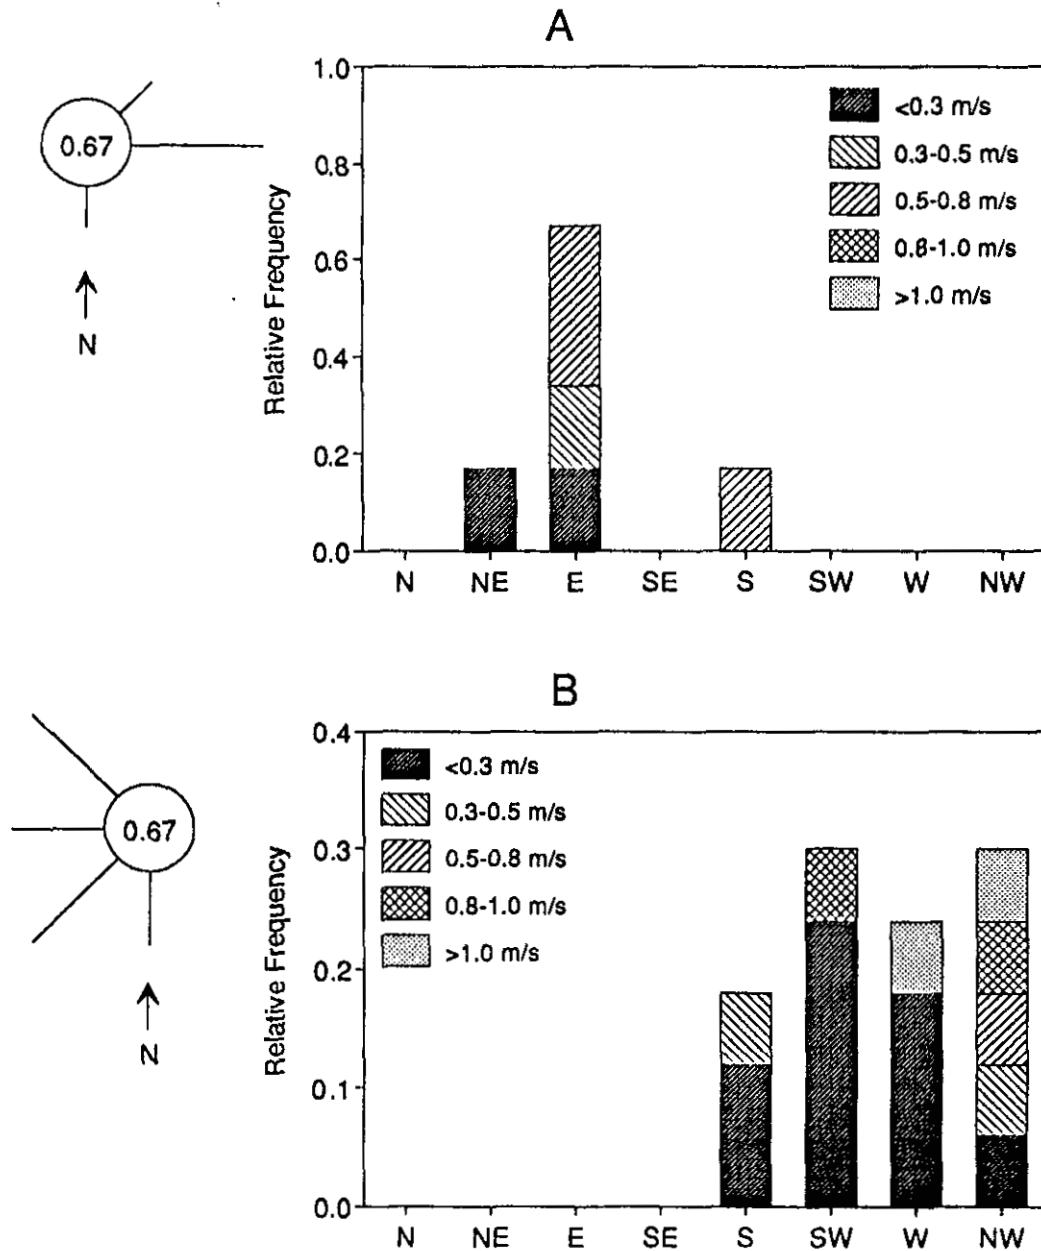 A
0.67
N
Relative Frequency
1.0
0.8
0.6
0.4
0.2
0.0
<0.3 m/s
0.3-0.5 m/s
0.5-0.8 m/s
0.8-1.0 m/s
>1.0 m/s
N NE E SE S SW W NW
B
0.67
N
Relative Frequency
0.4
0.3
0.2
0.1
0.0
<0.3 m/s
0.3-0.5 m/s
0.5-0.8 m/s
0.8-1.0 m/s
>1.0 m/s
N NE E SE S SW W NW